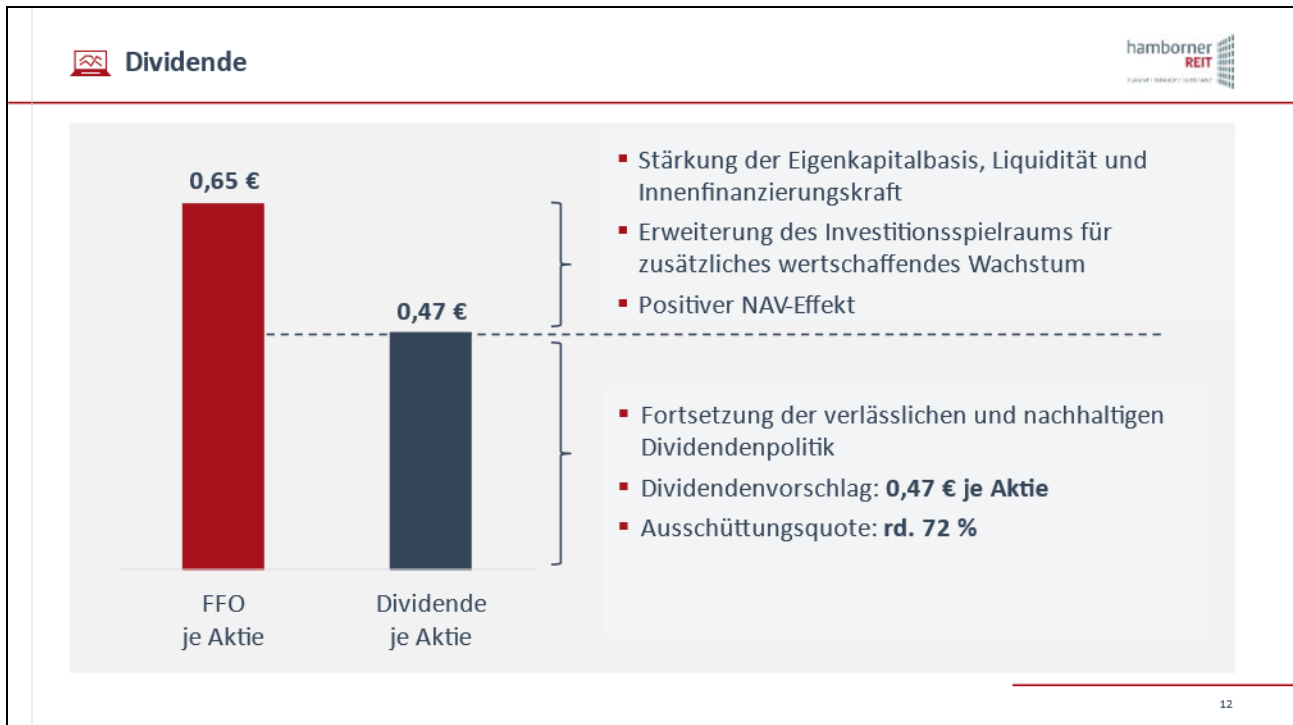 Dividende
hamborner
REIT
0,65 €
0,47 €
FFO
je Aktie
Dividende
je Aktie
▪ Stärkung der Eigenkapitalbasis, Liquidität und
Innenfinanzierungskraft
▪ Erweiterung des Investitionsspielraums für
zusätzliches wertschaffendes Wachstum
▪ Positiver NAV-Effekt
▪ Fortsetzung der verlässlichen und nachhaltigen
Dividendenpolitik
▪ Dividendenvorschlag: 0,47 € je Aktie
▪ Ausschüttungsquote: rd. 72 %
12